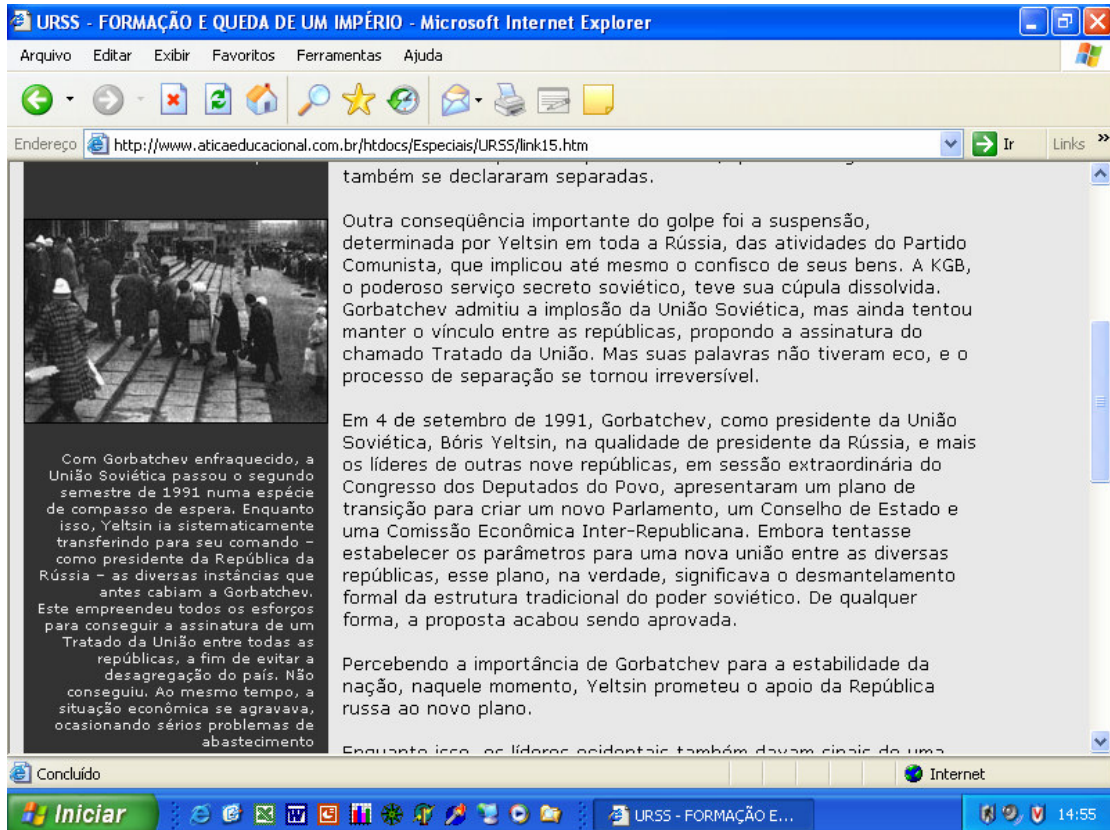 URSS - FORMAÇÃO E QUEDA DE UM IMPÉRIO - Microsoft Internet Explorer
Arquivo Editar Exibir Favoritos Ferramentas Ajuda
Endereço http://www.aticaeducacional.com.br/htdocs/Especiais/URSS/link15.htm Ir Links »
também se declararam separadas.
Outra conseqüência importante do golpe foi a suspensão,
determinada por Yeltsin em toda a Rússia, das atividades do Partido
Comunista, que implicou até mesmo o confisco de seus bens. A KGB,
o poderoso serviço secreto soviético, teve sua cúpula dissolvida.
Gorbatchev admitiu a implosão da União Soviética, mas ainda tentou
manter o vínculo entre as repúblicas, propondo a assinatura do
chamado Tratado da União. Mas suas palavras não tiveram eco, e o
processo de separação se tornou irreversível.
Em 4 de setembro de 1991, Gorbatchev, como presidente da União
Soviética, Bóris Yeltsin, na qualidade de presidente da Rússia, e mais
os líderes de outras nove repúblicas, em sessão extraordinária do
Congresso dos Deputados do Povo, apresentaram um plano de
transição para criar um novo Parlamento, um Conselho de Estado e
uma Comissão Econômica Inter-Republicana. Embora tentasse
estabelecer os parâmetros para uma nova união entre as diversas
repúblicas, esse plano, na verdade, significava o desmantelamento
formal da estrutura tradicional do poder soviético. De qualquer
forma, a proposta acabou sendo aprovada.
Percebendo a importância de Gorbatchev para a estabilidade da
nação, naquele momento, Yeltsin prometeu o apoio da República
russa ao novo plano.
Enquanto isso, os líderes ocidentais também davam sinais de uma
Com Gorbatchev enfraquecido, a
União Soviética passou o segundo
semestre de 1991 numa espécie
de compasso de espera. Enquanto
isso, Yeltsin ia sistematicamente
transferindo para seu comando –
como presidente da República da
Rússia – as diversas instâncias que
antes cabiam a Gorbatchev.
Este empreendeu todos os esforços
para conseguir a assinatura de um
Tratado da União entre todas as
repúblicas, a fim de evitar a
desagregação do país. Não
conseguiu. Ao mesmo tempo, a
situação econômica se agravava,
ocasionando sérios problemas de
abastecimento
Concluído Internet
Iniciar URSS - FORMAÇÃO E... 14:55